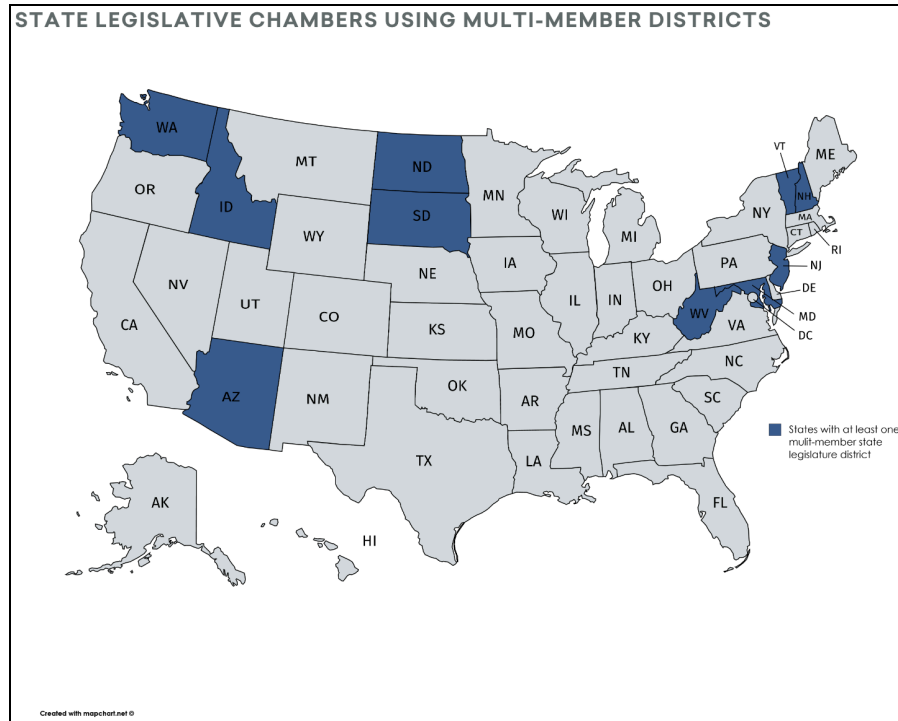 STATE LEGISLATIVE CHAMBERS USING MULTI-MEMBER DISTRICTS
WA
MT
ND
MN
VT
ME
OR
ID
SD
WI
NY
NH
MA
CT
RI
WY
MI
IA
PA
NJ
NE
OH
DE
NV
UT
IL
IN
WV
MD
CO
CA
KS
MO
VA
DC
KY
NC
AZ
NM
OK
TN
AR
SC
MS
AL
GA
States with at least one
mulit-member state
legislature district
TX
LA
AK
FL
HI
Created with mapchart.net ©